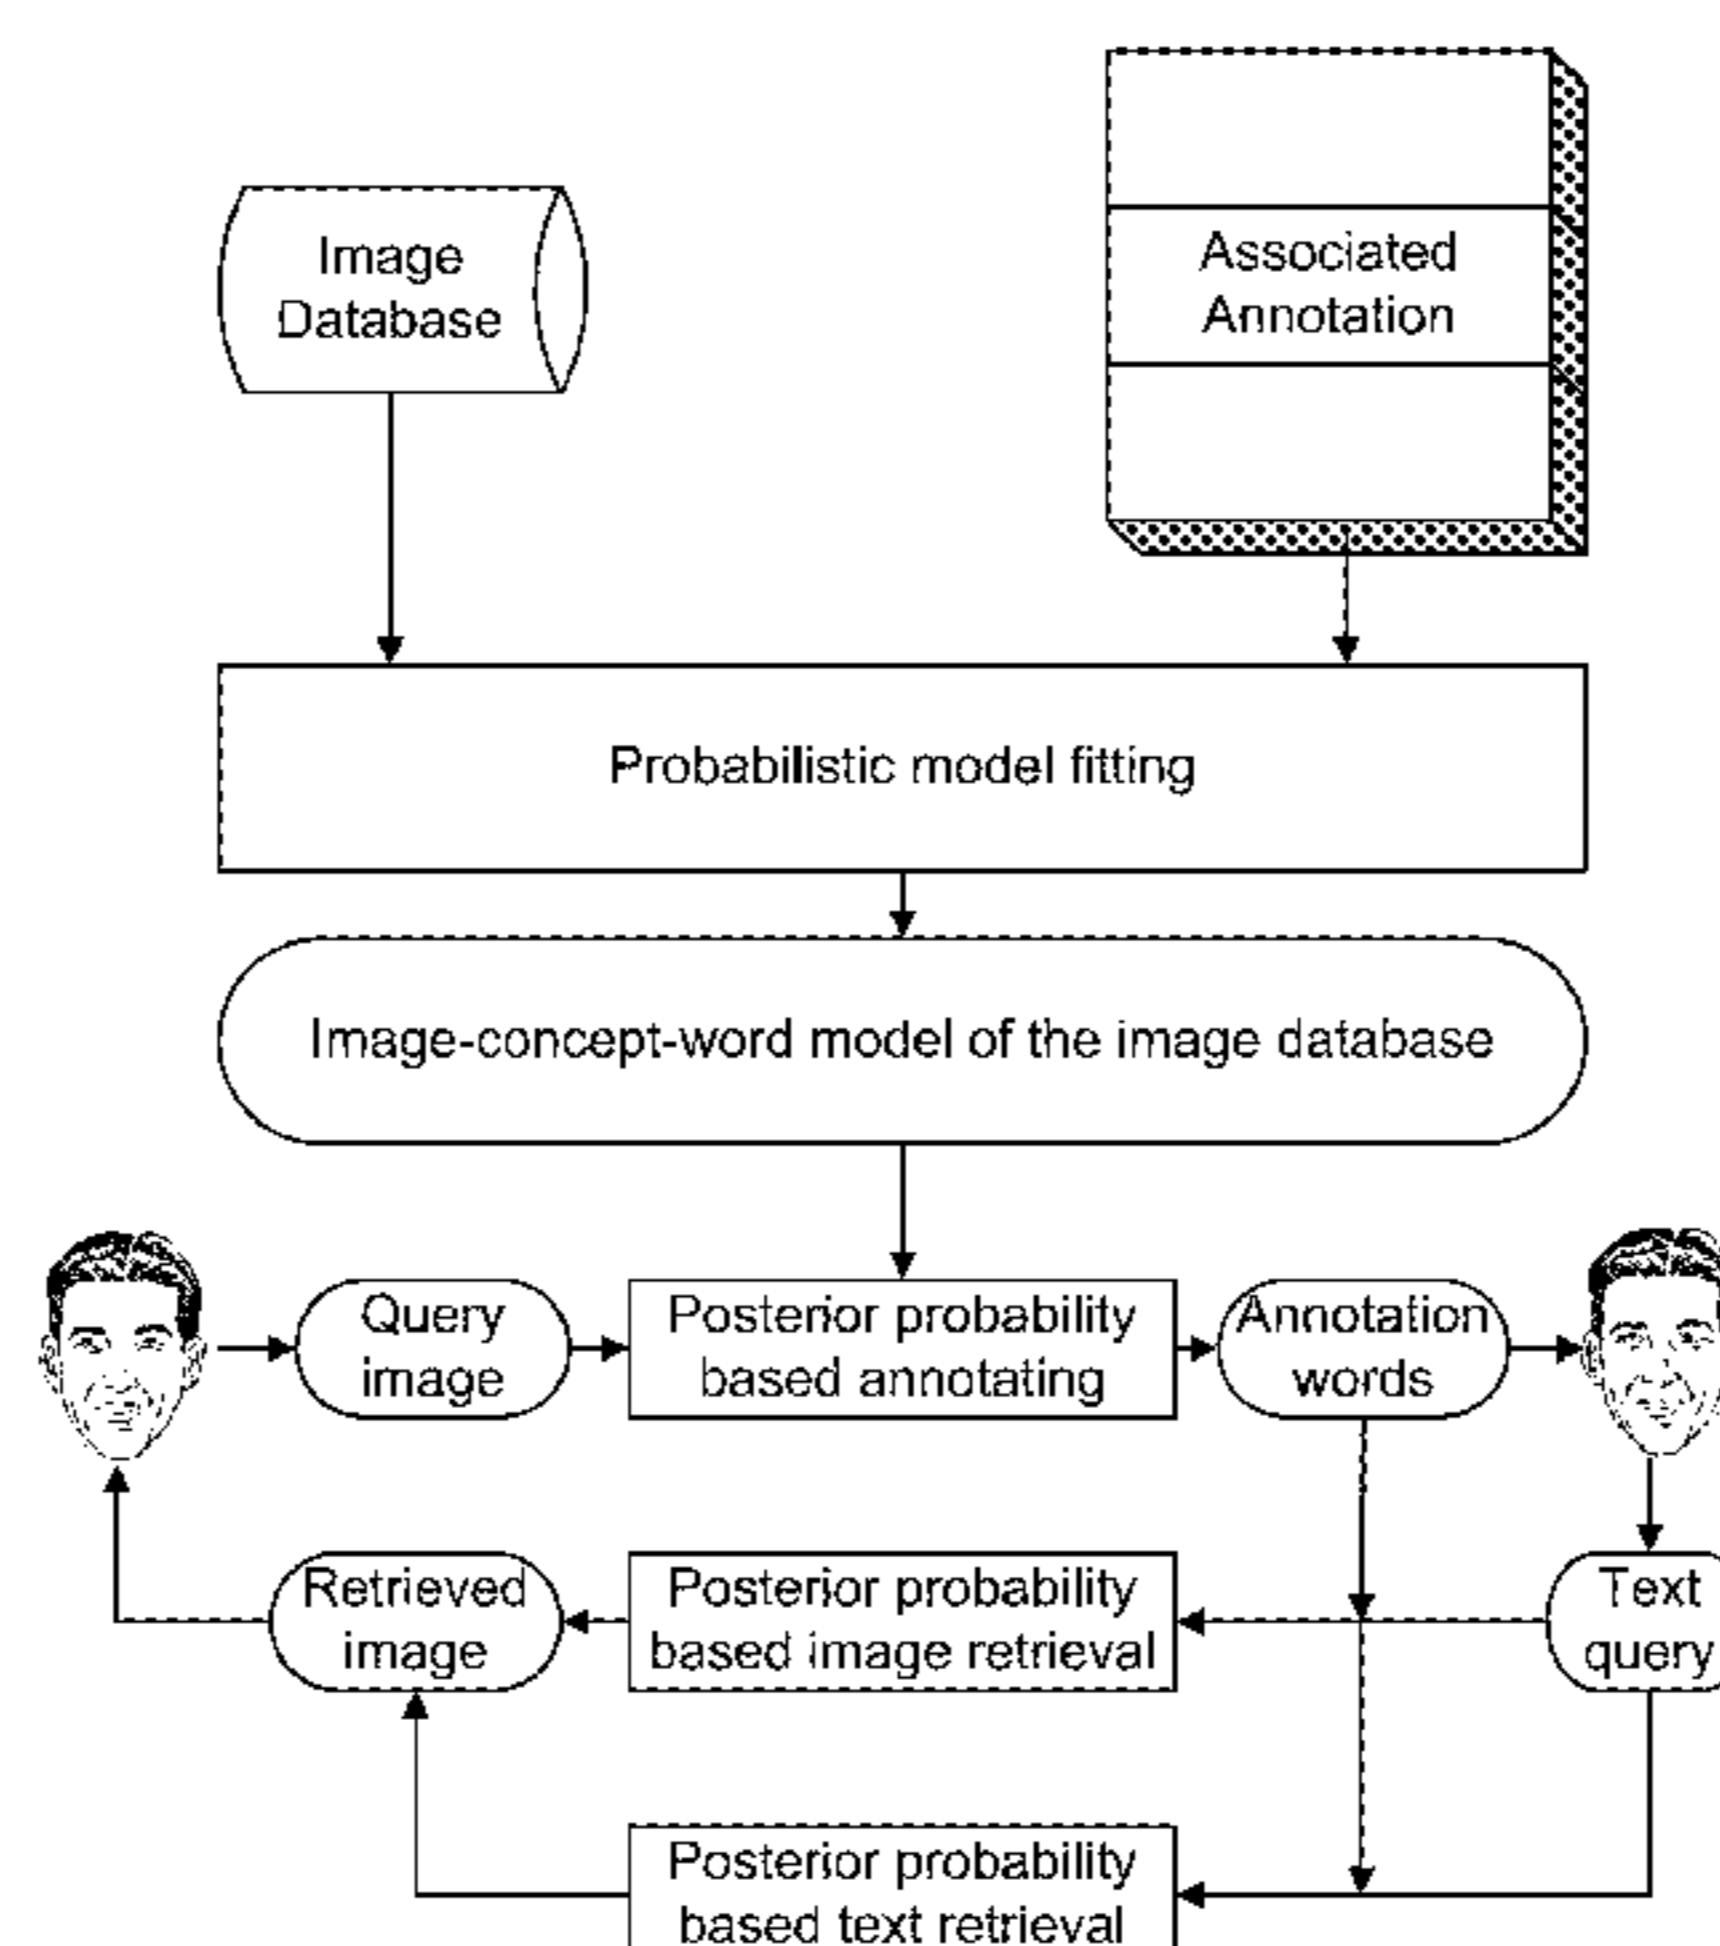 Image
Database
Associated
Annotation
Probabilistic model fitting
Image-concept-word model of the image database
Query
image
Posterior probability
based annotating
Annotation
words
Retrieved
image
Posterior probability
based image retrieval
Text
query
Posterior probability
based text retrieval